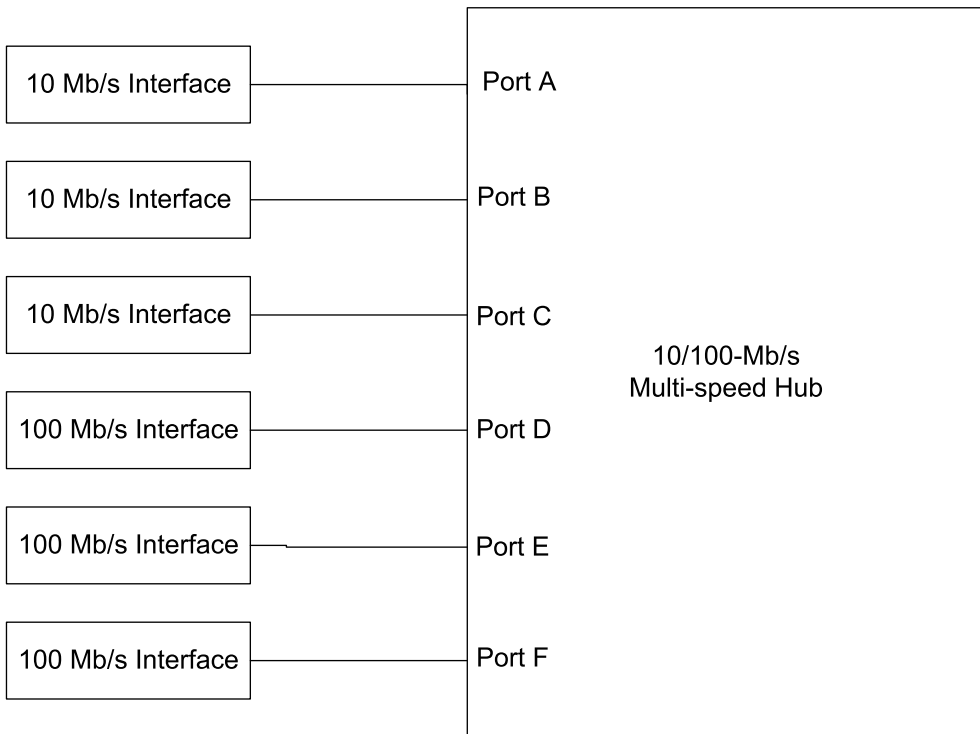 10 Mb/s Interface
Port A
10 Mb/s Interface
Port B
10 Mb/s Interface
Port C
10/100-Mb/s
Multi-speed Hub
100 Mb/s Interface
Port D
100 Mb/s Interface
Port E
100 Mb/s Interface
Port F